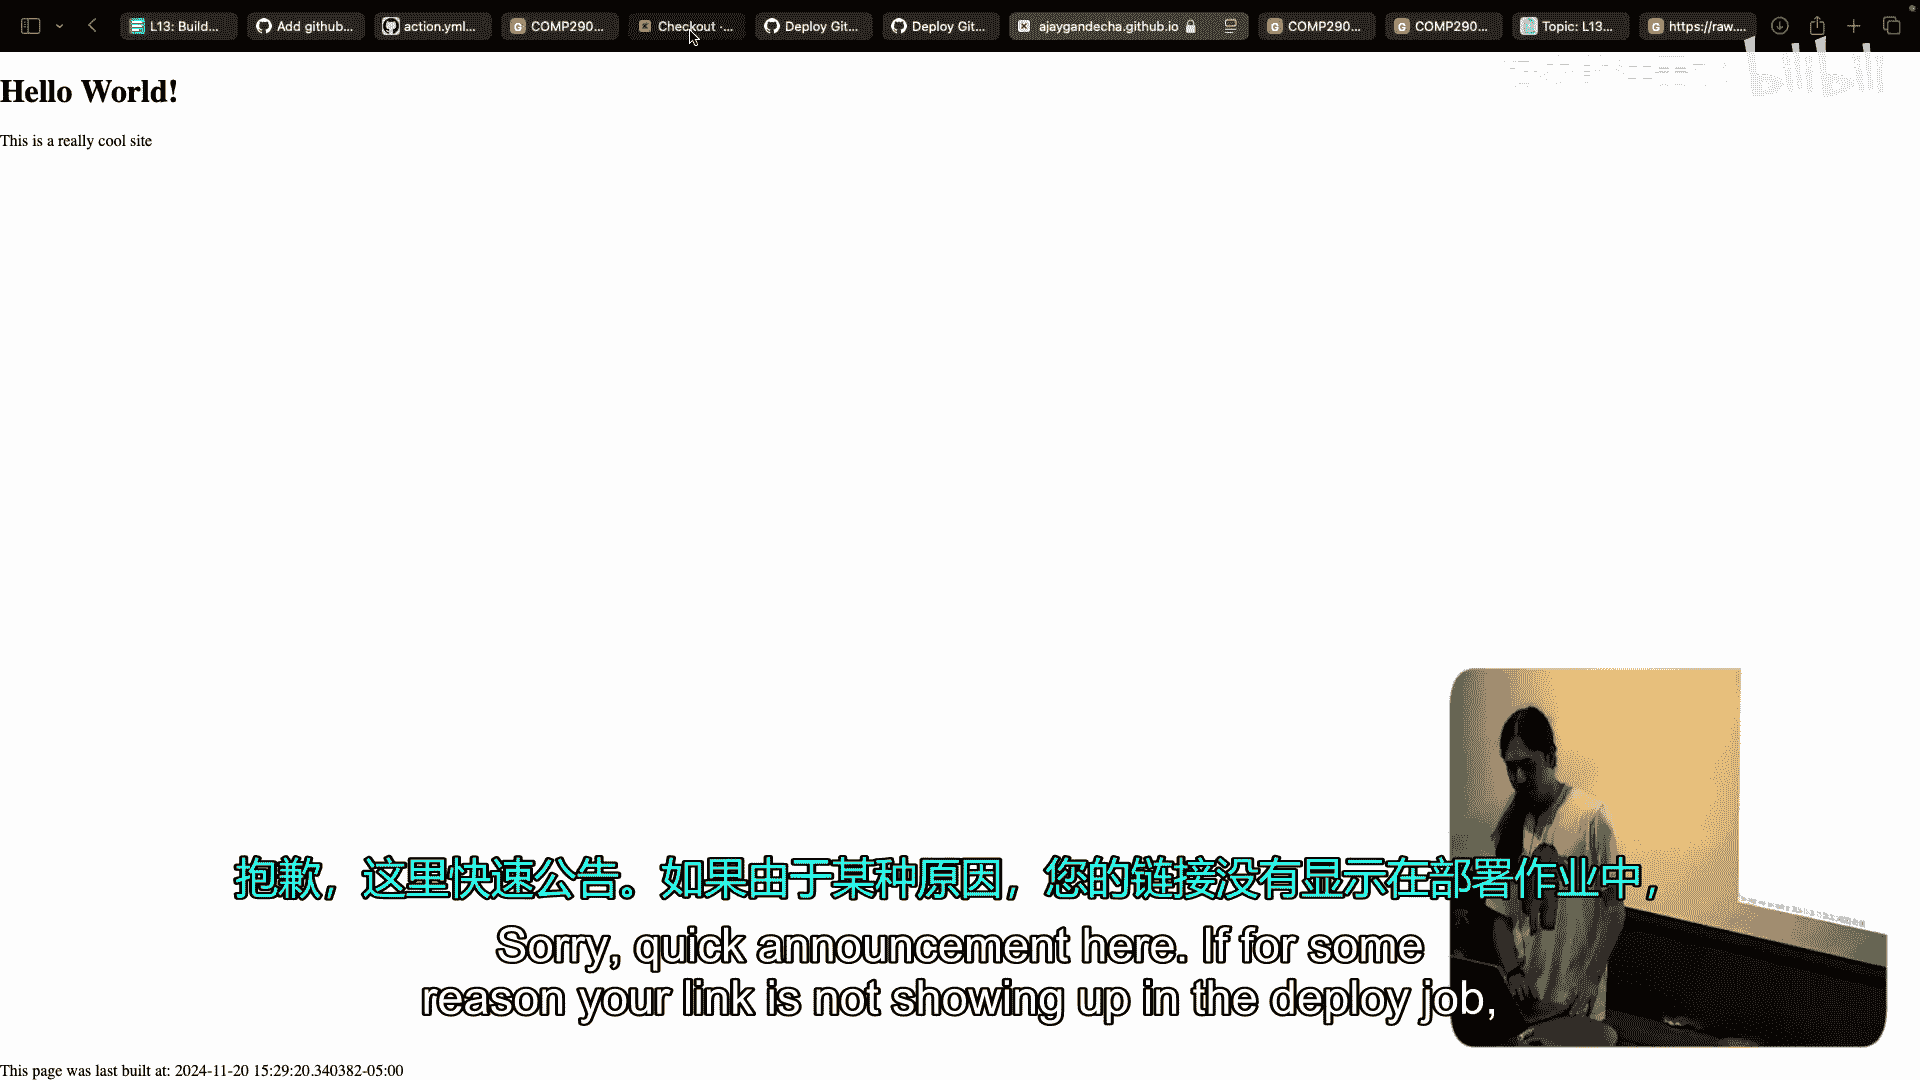 L13: Build...
Add github...
action.yml...
COMP290...
Checkout ·...
Deploy Git...
Deploy Git...
ajaygandecha.github.io
COMP290...
COMP290...
Topic: L13...
https://raw....
bilibili
Hello World!
This is a really cool site
抱歉，这里快速公告。如果由于某种原因，您的链接没有显示在部署作业中，
Sorry, quick announcement here. If for some
reason your link is not showing up in the deploy job,
This page was last built at: 2024-11-20 15:29:20.340382-05:00